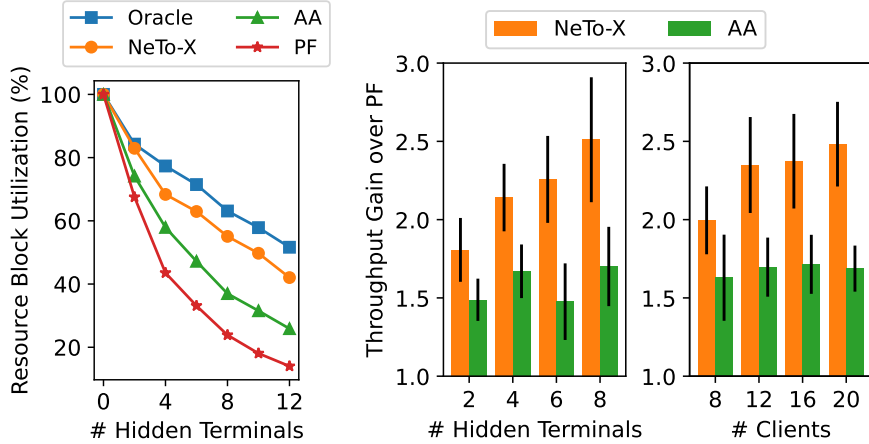 Oracle AA
NeTo-X PF
Resource Block Utilization (%)
100
80
60
40
20
0 4 8 12
# Hidden Terminals
NeTo-X AA
Throughput Gain over PF
3.0
2.5
2.0
1.5
1.0
2 4 6 8
# Hidden Terminals
3.0
2.5
2.0
1.5
1.0
8 12 16 20
# Clients